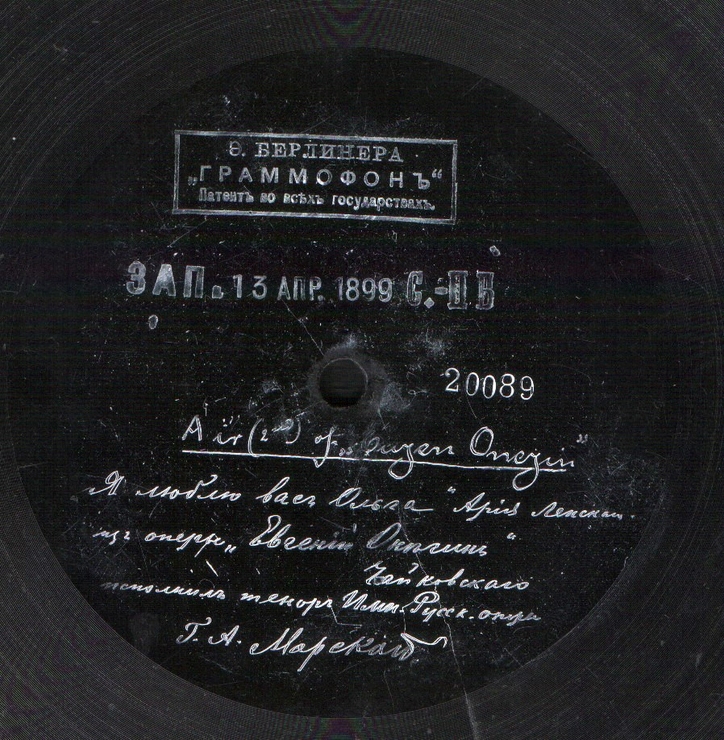 Э. БЕРЛИНЕРА
„ГРАММОФОНЪ“
Патентъ во всѣхъ государствахъ.
ЗАП. 13 АПР. 1899 С.-ПБ
20089
Air (2nd) of „Eugen Onegin”
Я люблю васъ Ольга “ Арія Ленскаго
изъ оперы „Евгеній Онѣгинъ“
Чайковскаго
исполнилъ теноръ Имп. Русск. оперы
Г. А. Морской